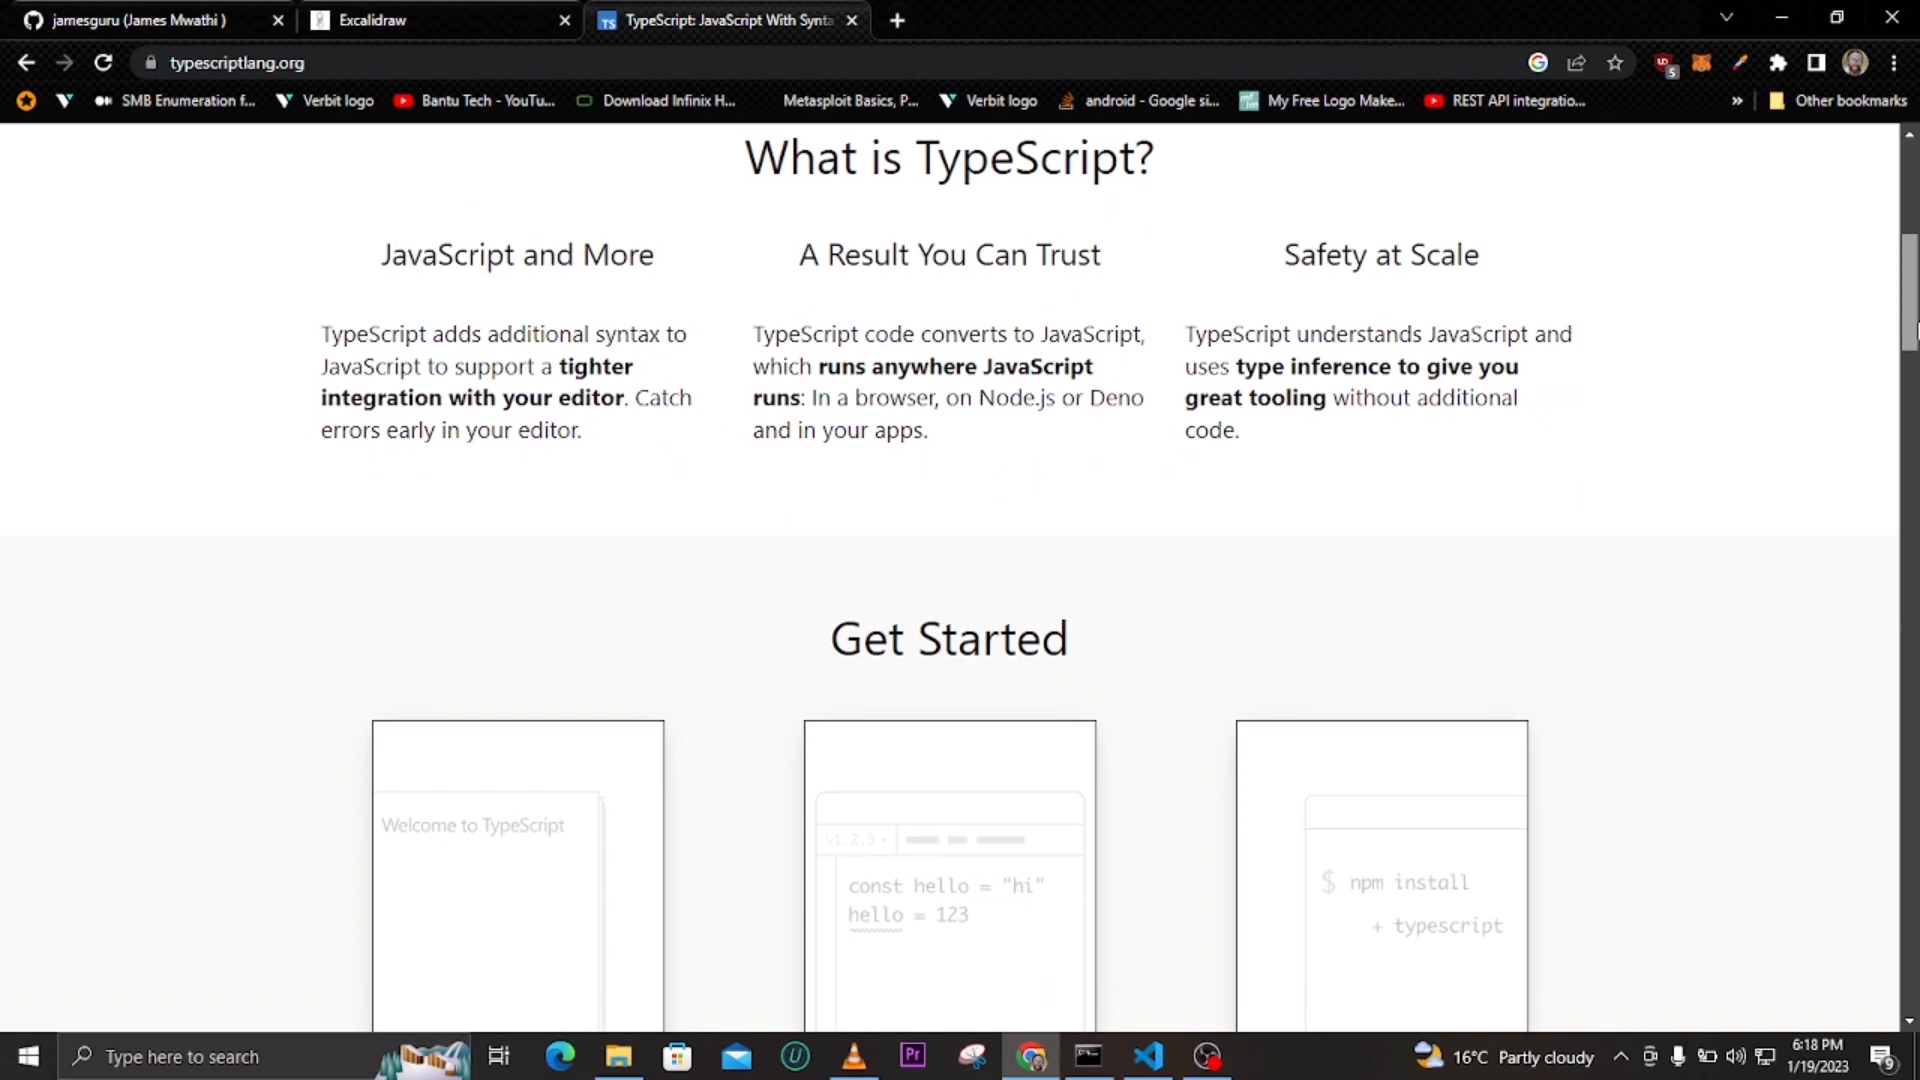 jamesguru (James Mwathi )
Excalidraw
TypeScript: JavaScript With Synta
typescriptlang.org
SMB Enumeration f...
Verbit logo
Bantu Tech - YouTu...
Download Infinix H...
Metasploit Basics, P...
Verbit logo
android - Google si...
My Free Logo Make...
REST API integratio...
»
Other bookmarks
What is TypeScript?
JavaScript and More
TypeScript adds additional syntax to
JavaScript to support a tighter
integration with your editor. Catch
errors early in your editor.
A Result You Can Trust
TypeScript code converts to JavaScript,
which runs anywhere JavaScript
runs: In a browser, on Node.js or Deno
and in your apps.
Safety at Scale
TypeScript understands JavaScript and
uses type inference to give you
great tooling without additional
code.
Get Started
Welcome to TypeScript
v1.2.3
const hello = "hi"
hello = 123
$ npm install
+ typescript
Type here to search
Pr
16°C Partly cloudy
6:18 PM
1/19/2023
9